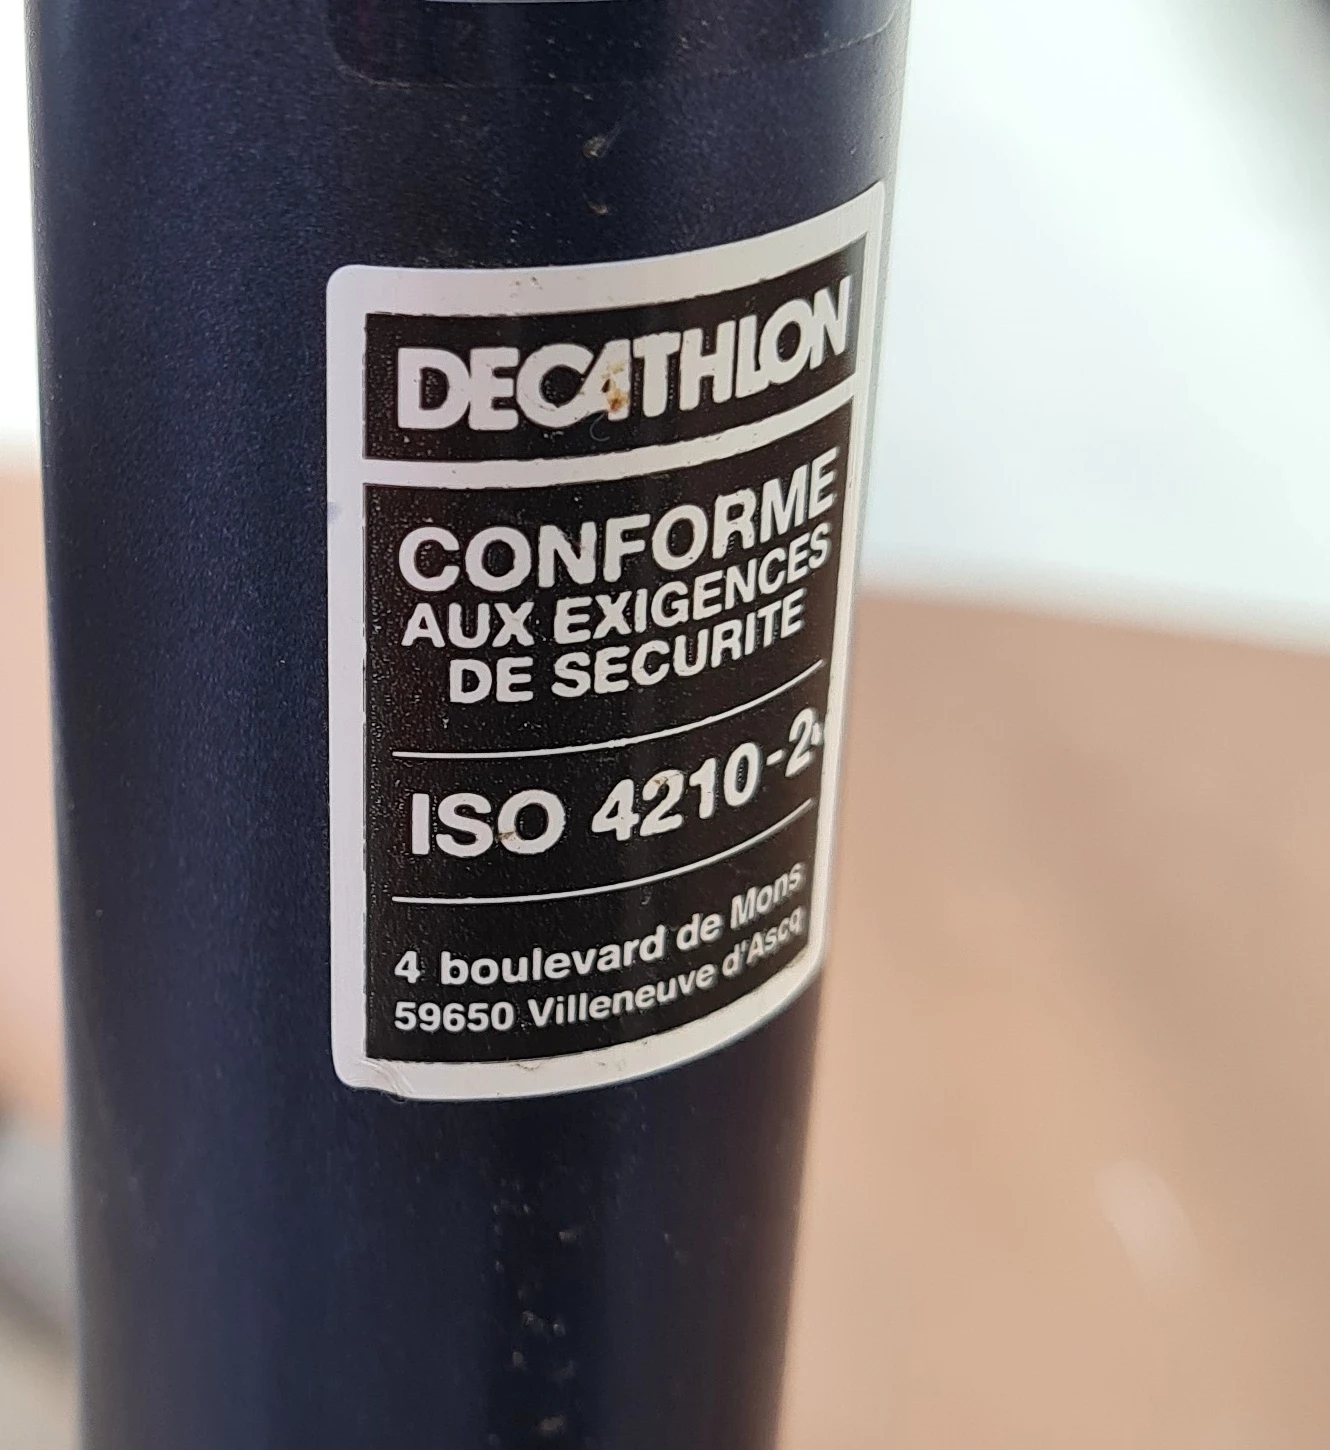 DECATHLON
CONFORME
AUX EXIGENCES
DE SECURITE
ISO 4210-2
4 boulevard de Mons
59650 Villeneuve d'Ascq